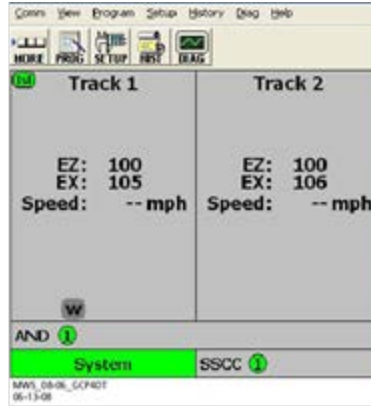 Comm View Program Setup History Diag Help
MORE PROG SETUP HIST DIAG
Track 1 Track 2
EZ: 100 EZ: 100
EX: 105 EX: 106
Speed: -- mph Speed: -- mph
W
AND 1
System SSCC 1
MWS_08-06_GCP4DT
06-13-08